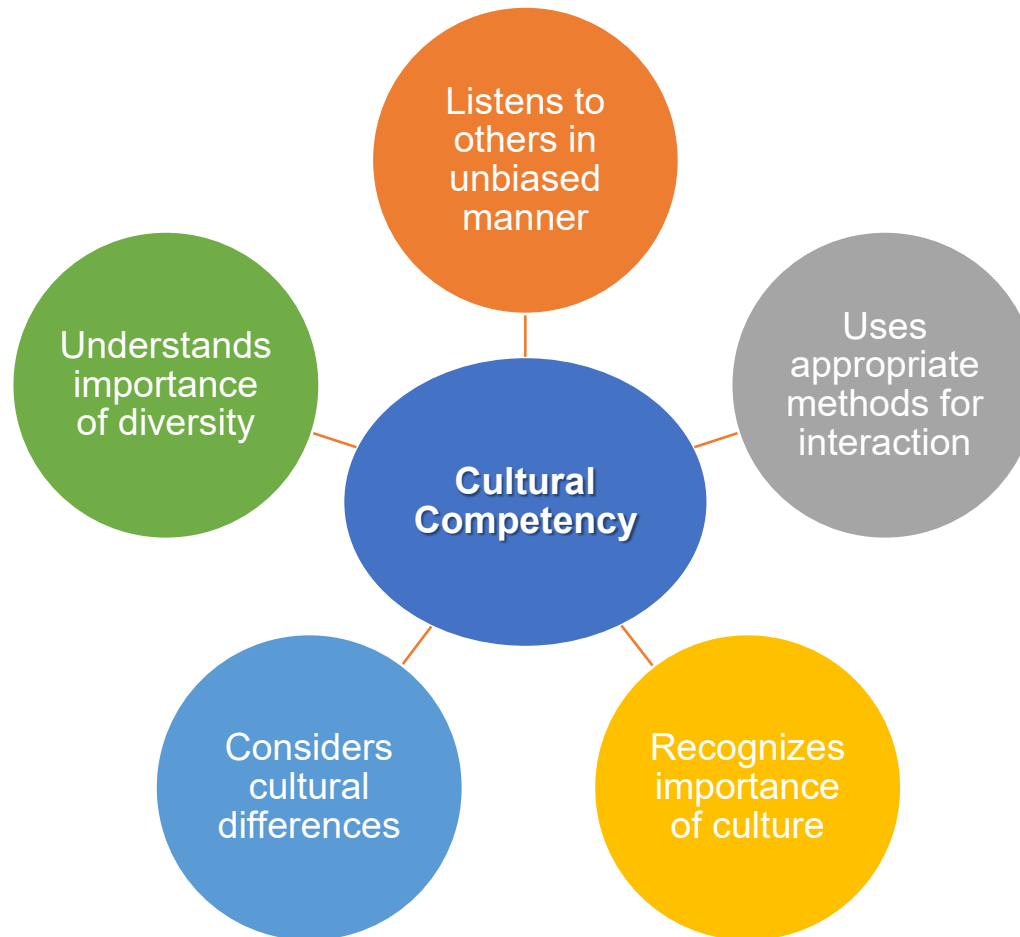 Listens to
others in
unbiased
manner
Uses
appropriate
methods for
interaction
Recognizes
importance
of culture
Considers
cultural
differences
Understands
importance
of diversity
Cultural
Competency